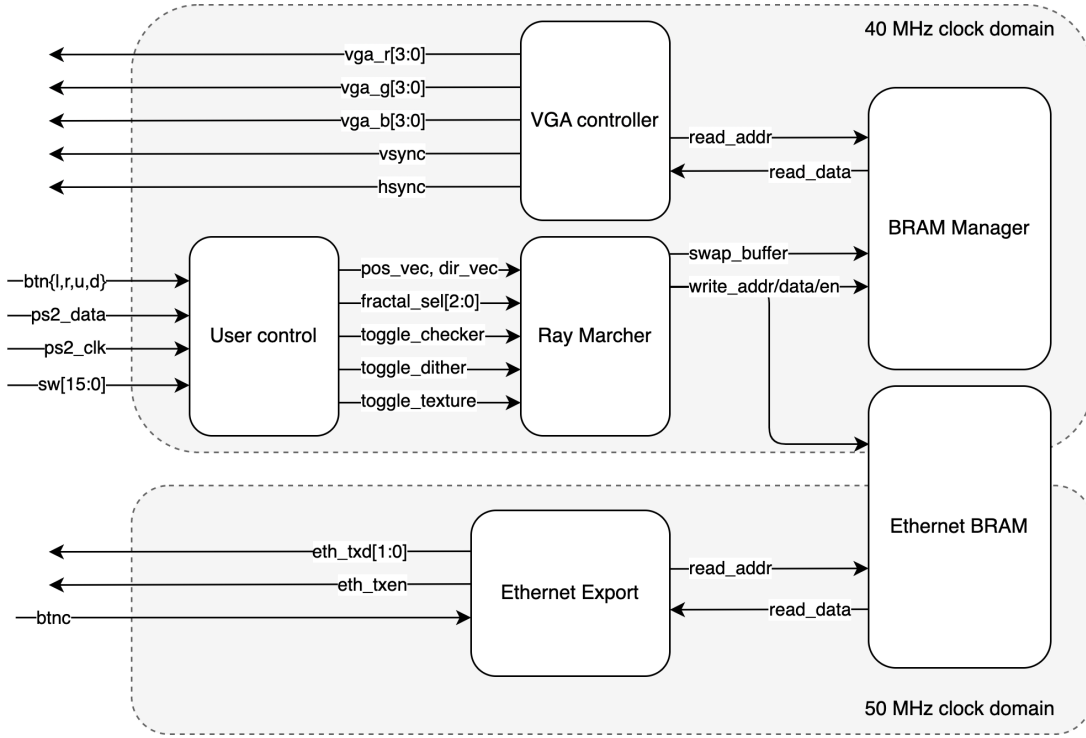 40 MHz clock domain
vga_r[3:0]
vga_g[3:0]
vga_b[3:0]
vsync
hsync
VGA controller
read_addr
read_data
BRAM Manager
btn{l,r,u,d}
ps2_data
ps2_clk
sw[15:0]
User control
pos_vec, dir_vec
fractal_sel[2:0]
toggle_checker
toggle_dither
toggle_texture
Ray Marcher
swap_buffer
write_addr/data/en
Ethernet BRAM
eth_txd[1:0]
eth_txen
btnc
Ethernet Export
read_addr
read_data
50 MHz clock domain